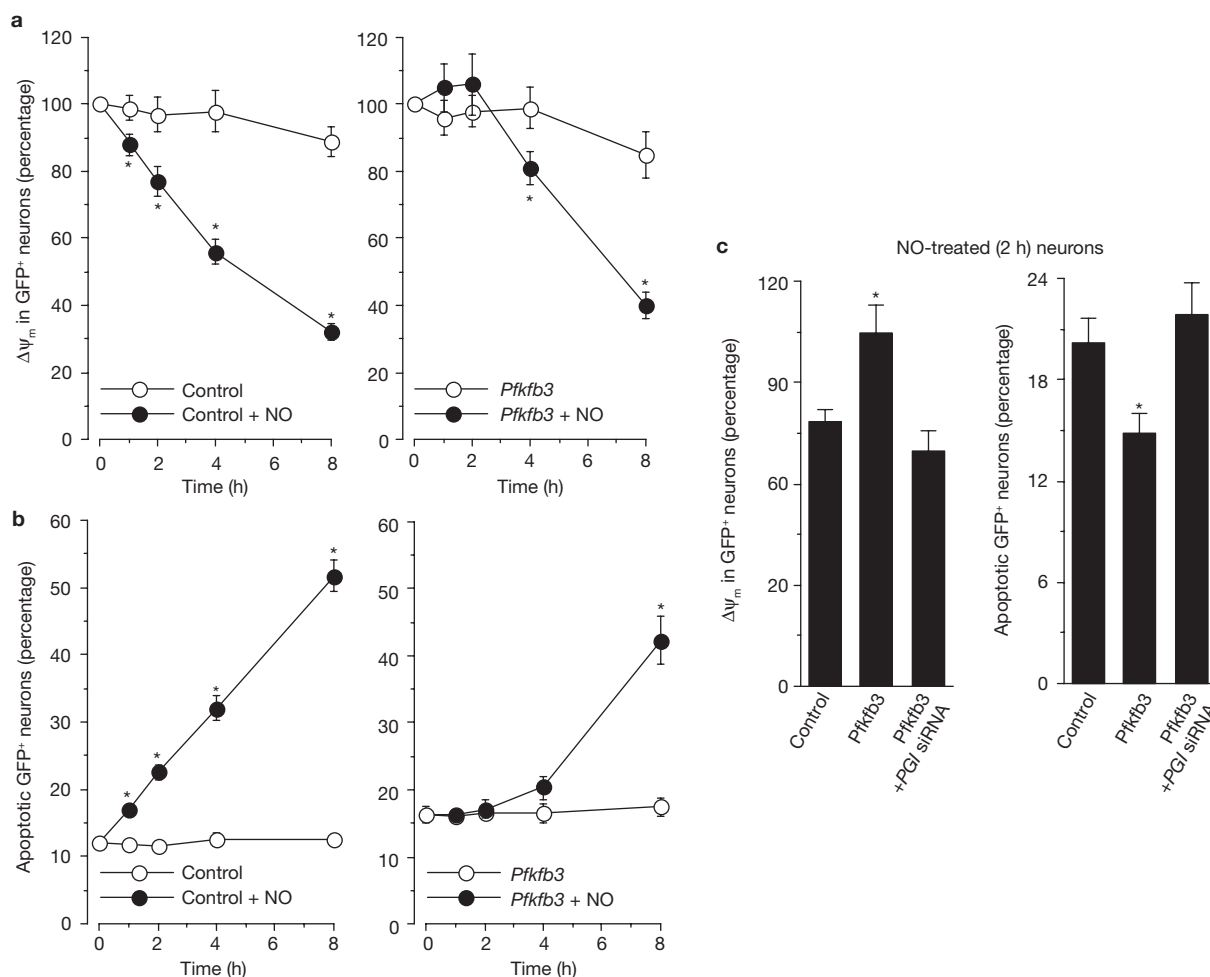 a
120
100
80
60
40
20
0
Δψm in GFP+ neurons (percentage)
*
*
*
*
Control
Control + NO
0 2 4 6 8
Time (h)
120
100
80
60
40
20
0
*
*
Pfkfb3
Pfkfb3 + NO
0 2 4 6 8
Time (h)
b
60
50
40
30
20
10
0
Apoptotic GFP+ neurons (percentage)
*
*
*
*
Control
Control + NO
0 2 4 6 8
Time (h)
60
50
40
30
20
10
0
*
Pfkfb3
Pfkfb3 + NO
0 2 4 6 8
Time (h)
c
NO-treated (2 h) neurons
120
90
60
20
0
Δψm in GFP+ neurons (percentage)
*
Control
Pfkfb3
Pfkfb3
+PGI siRNA
24
18
12
6
0
Apoptotic GFP+ neurons (percentage)
*
Control
Pfkfb3
Pfkfb3
+PGI siRNA